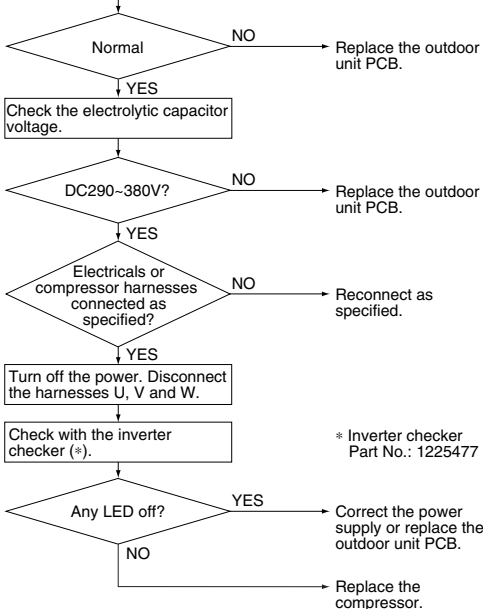 Normal
NO
Replace the outdoor
unit PCB.
YES
Check the electrolytic capacitor
voltage.
DC290~380V?
NO
Replace the outdoor
unit PCB.
YES
Electricals or
compressor harnesses
connected as
specified?
NO
Reconnect as
specified.
YES
Turn off the power. Disconnect
the harnesses U, V and W.
Check with the inverter
checker (∗).
∗ Inverter checker
Part No.: 1225477
Any LED off?
YES
Correct the power
supply or replace the
outdoor unit PCB.
NO
Replace the
compressor.